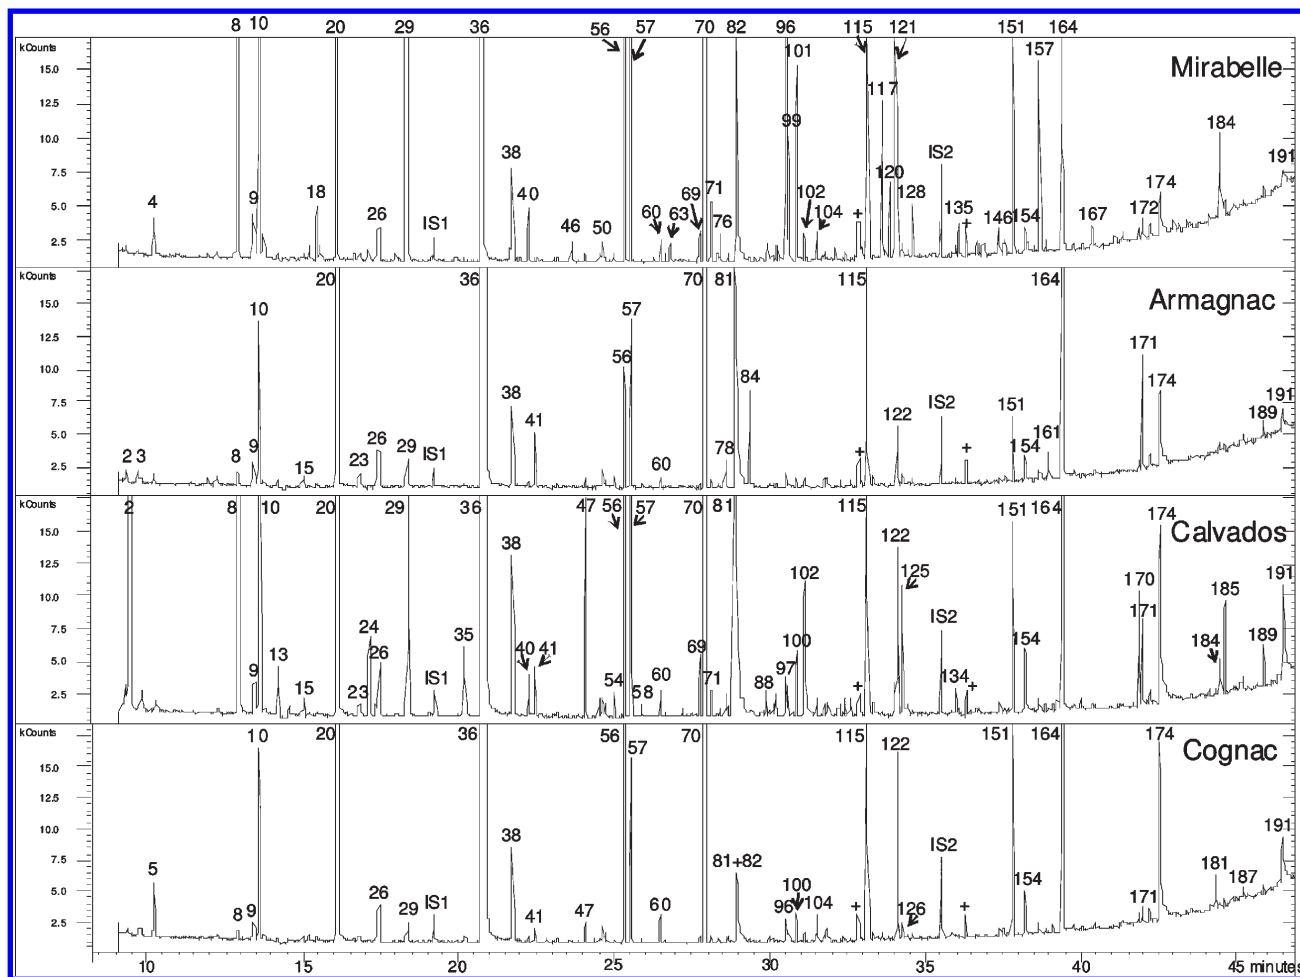 8 10 20 29 36 56 57 70 82 96 115 121 151 164
kCounts
101 157
Mirabelle
15.0
12.5 117
10.0 99 184
38 IS2 191
7.5 120
4 9 18 40 69 71 102 128 174
5.0 26 IS1 46 50 60 63 76 104 + 135 + 146 154 167 172
2.5
20 36 70 81 115 164
kCounts
Armagnac
15.0 10 57
12.5 171
10.0 56 84 174
38 IS2 191
7.5 41 122 151 189
5.0 26 29 161
2 3 8 9 15 23 IS1 60 78 + + 154
2.5
2 8 10 20 29 36 47 56 57 70 81 115 151 164 174
kCounts
Calvados
15.0
12.5 38 122
102 125 170 191
10.0 185
24 35 171
7.5 26 40 41 69 100 IS2 154 184 189
5.0 9 13 60 97
15 23 IS1 54 58 71 88 + 134 +
2.5
10 20 36 56 57 70 115 122 151 164 174
kCounts
Cognac
15.0
12.5
10.0 38 IS2 191
7.5 5 81+82 181
5.0 26 100 154 187
8 9 29 IS1 41 47 60 96 104 + 126 + 171
2.5
10 20 25 30 35 40 45 minutes